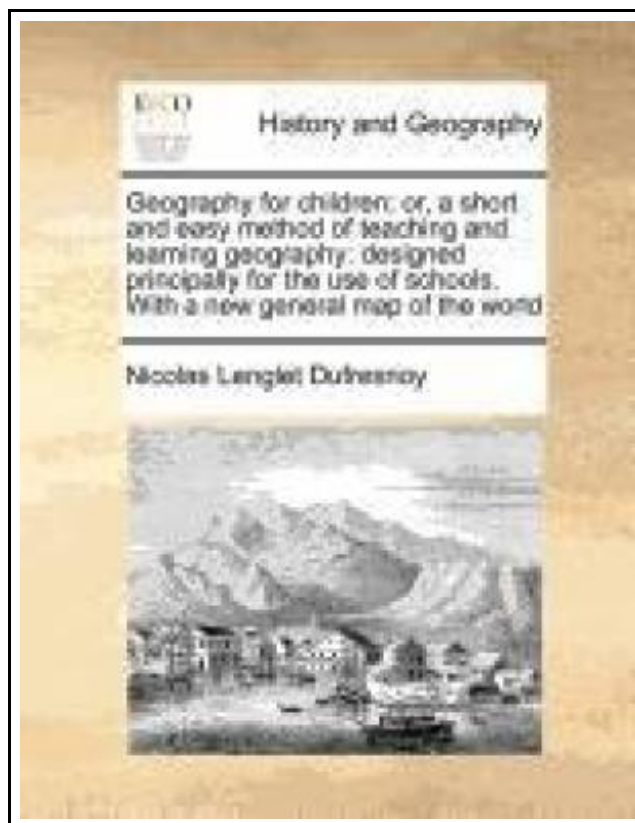 ECCO
History and Geography
Geography for children: or, a short
and easy method of teaching and
learning geography: designed
principally for the use of schools.
With a new general map of the world
Nicolas Lenglet Dufresnoy